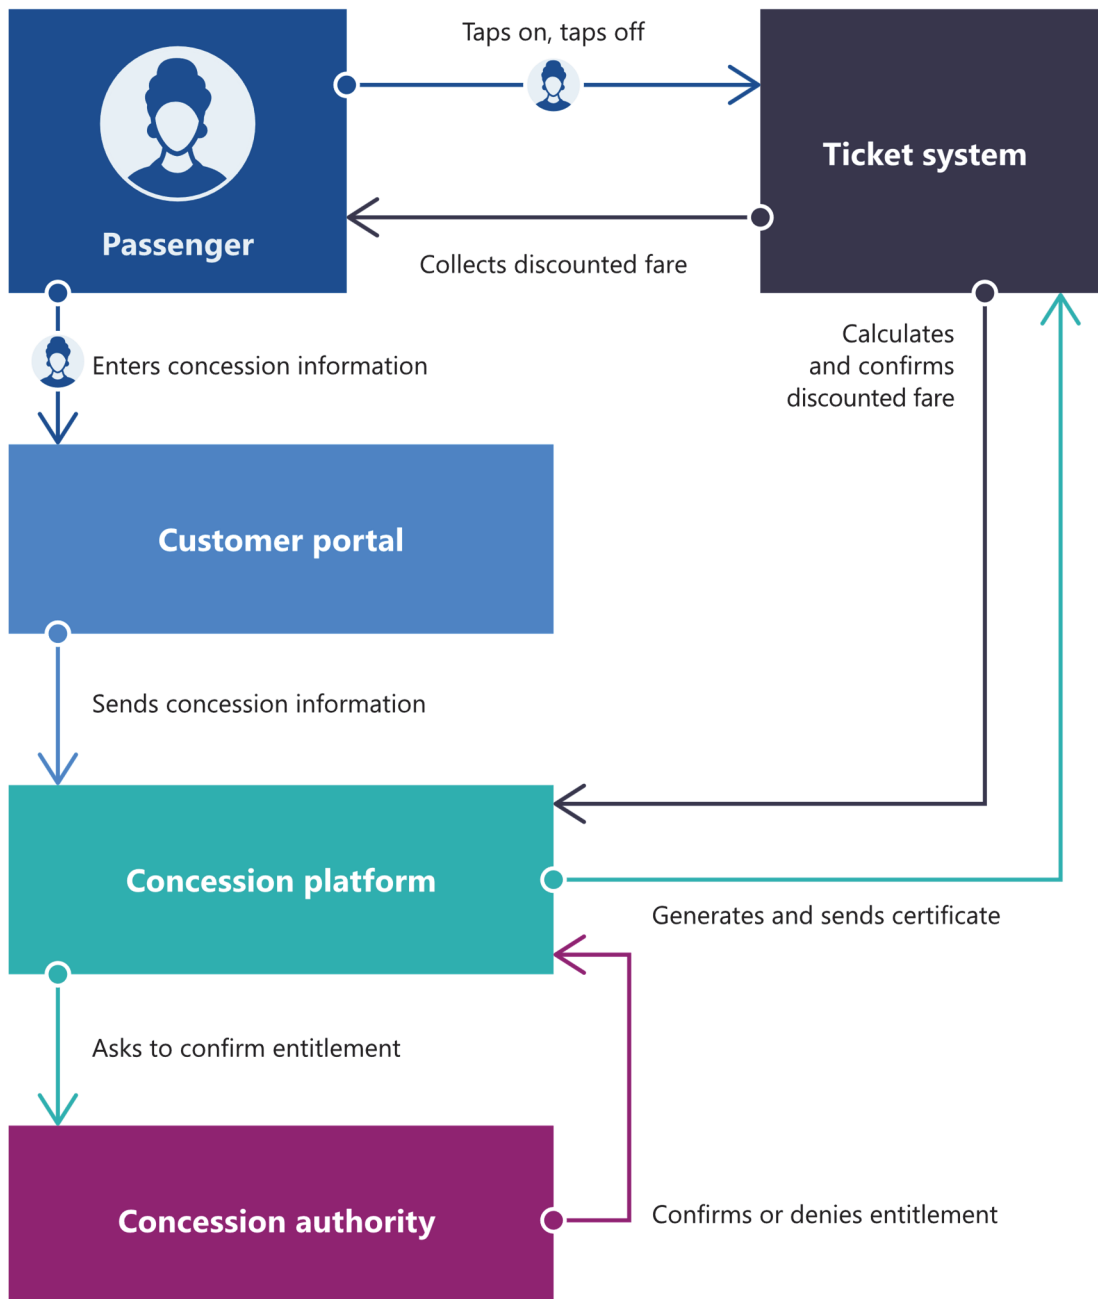 Taps on, taps off
Ticket system
Passenger
Collects discounted fare
Enters concession information
Calculates
and confirms
discounted fare
Customer portal
Sends concession information
Concession platform
Generates and sends certificate
Asks to confirm entitlement
Concession authority
Confirms or denies entitlement